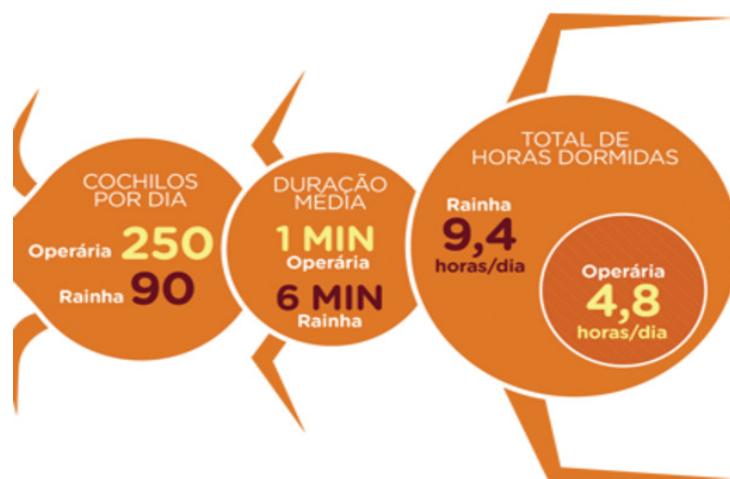 COCHILOS
POR DIA
Operária 250
Rainha 90
DURAÇÃO
MÉDIA
1 MIN
Operária
6 MIN
Rainha
TOTAL DE
HORAS DORMIDAS
Rainha
9,4
horas/dia
Operária
4,8
horas/dia